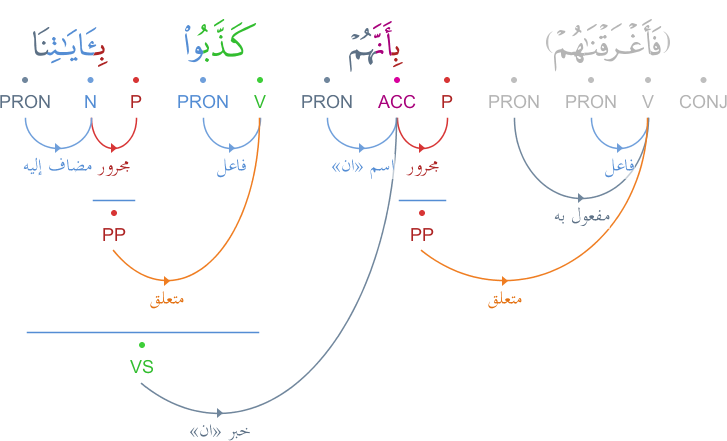 (فَأَغْرَقْنَٰهُمْ) بِأَنَّهُمْ كَذَّبُوا۟ بِـَٔايَٰتِنَا
CONJ V PRON PRON P ACC PRON V PRON P N PRON
فاعل مجرور اسم «ان» فاعل مجرور مضاف إليه
مفعول به
PP PP
متعلق متعلق
VS
خبر «ان»